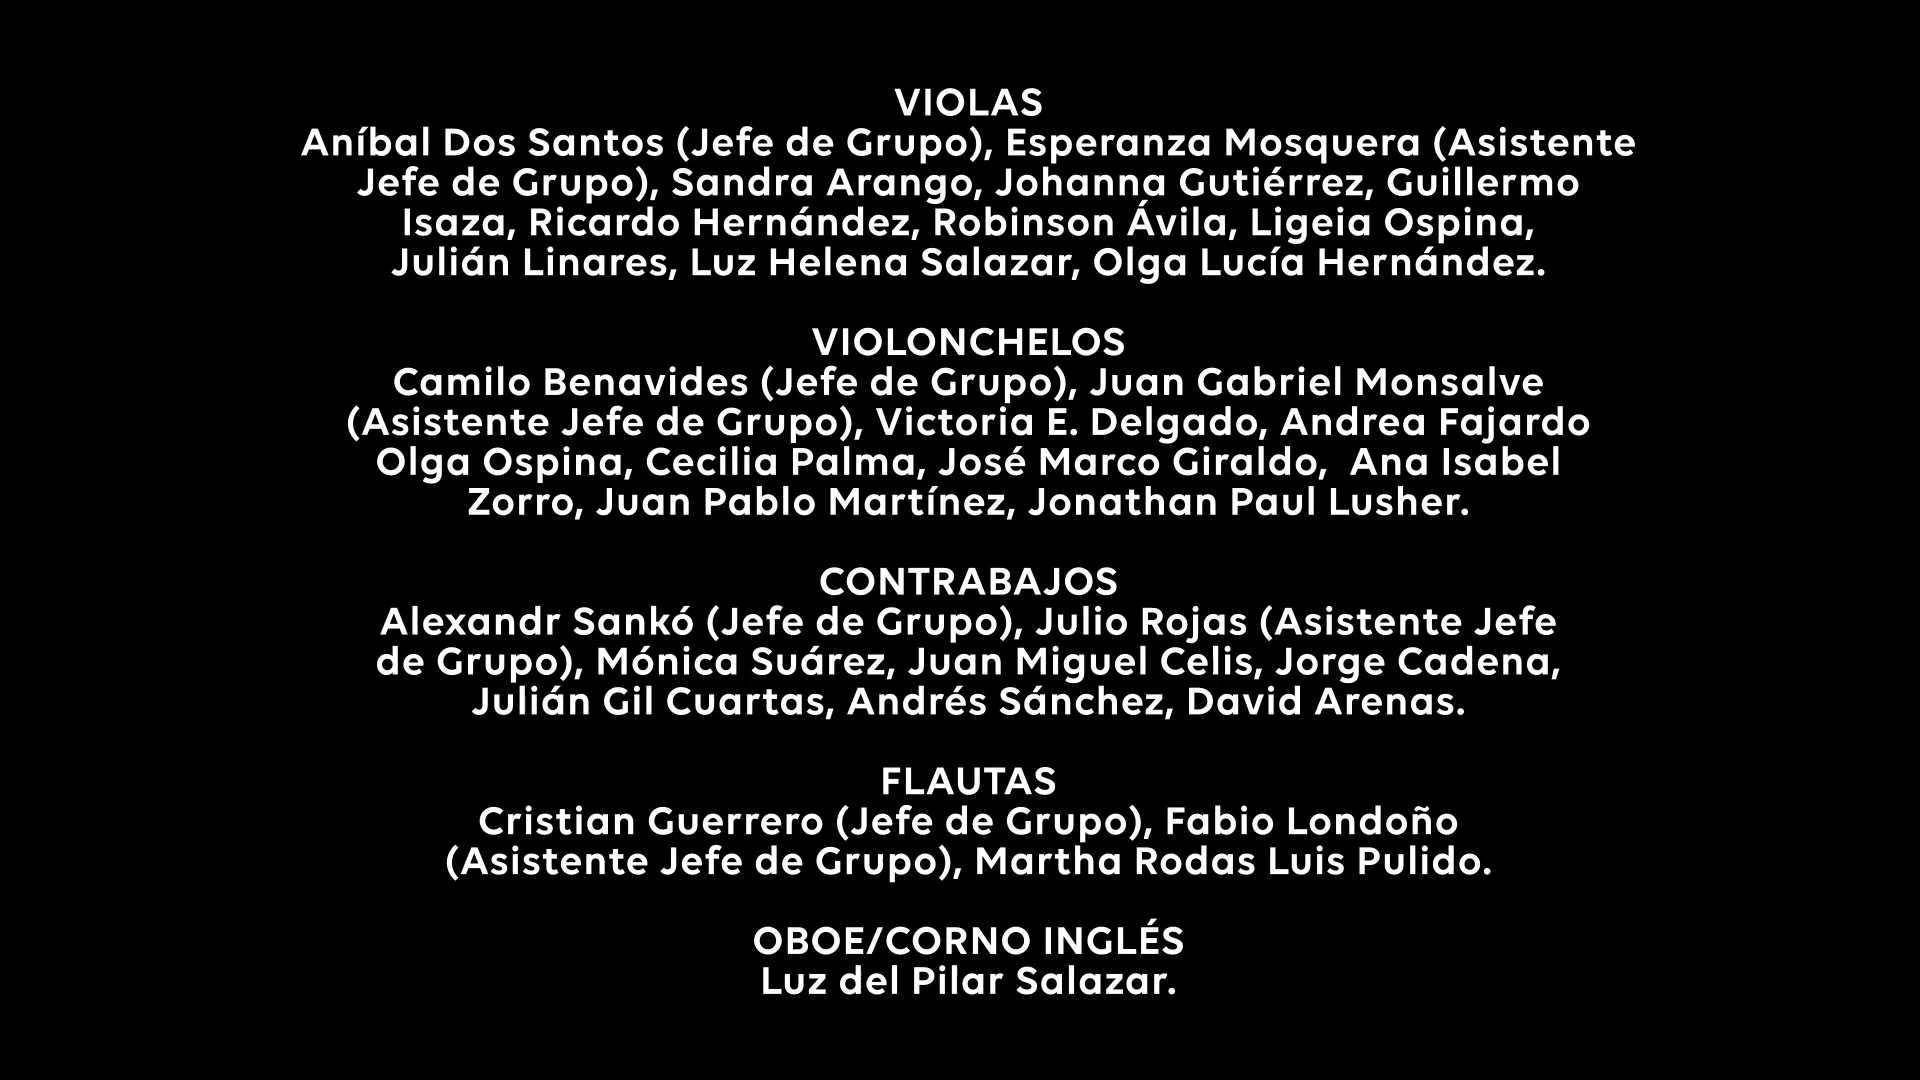 VIOLAS
Aníbal Dos Santos (Jefe de Grupo), Esperanza Mosquera (Asistente
Jefe de Grupo), Sandra Arango, Johanna Gutiérrez, Guillermo
Isaza, Ricardo Hernández, Robinson Ávila, Ligeia Ospina,
Julián Linares, Luz Helena Salazar, Olga Lucía Hernández.
VIOLONCHELOS
Camilo Benavides (Jefe de Grupo), Juan Gabriel Monsalve
(Asistente Jefe de Grupo), Victoria E. Delgado, Andrea Fajardo
Olga Ospina, Cecilia Palma, José Marco Giraldo,  Ana Isabel
Zorro, Juan Pablo Martínez, Jonathan Paul Lusher.
CONTRABAJOS
Alexandr Sankó (Jefe de Grupo), Julio Rojas (Asistente Jefe
de Grupo), Mónica Suárez, Juan Miguel Celis, Jorge Cadena,
Julián Gil Cuartas, Andrés Sánchez, David Arenas.
FLAUTAS
Cristian Guerrero (Jefe de Grupo), Fabio Londoño
(Asistente Jefe de Grupo), Martha Rodas Luis Pulido.
OBOE/CORNO INGLÉS
Luz del Pilar Salazar.